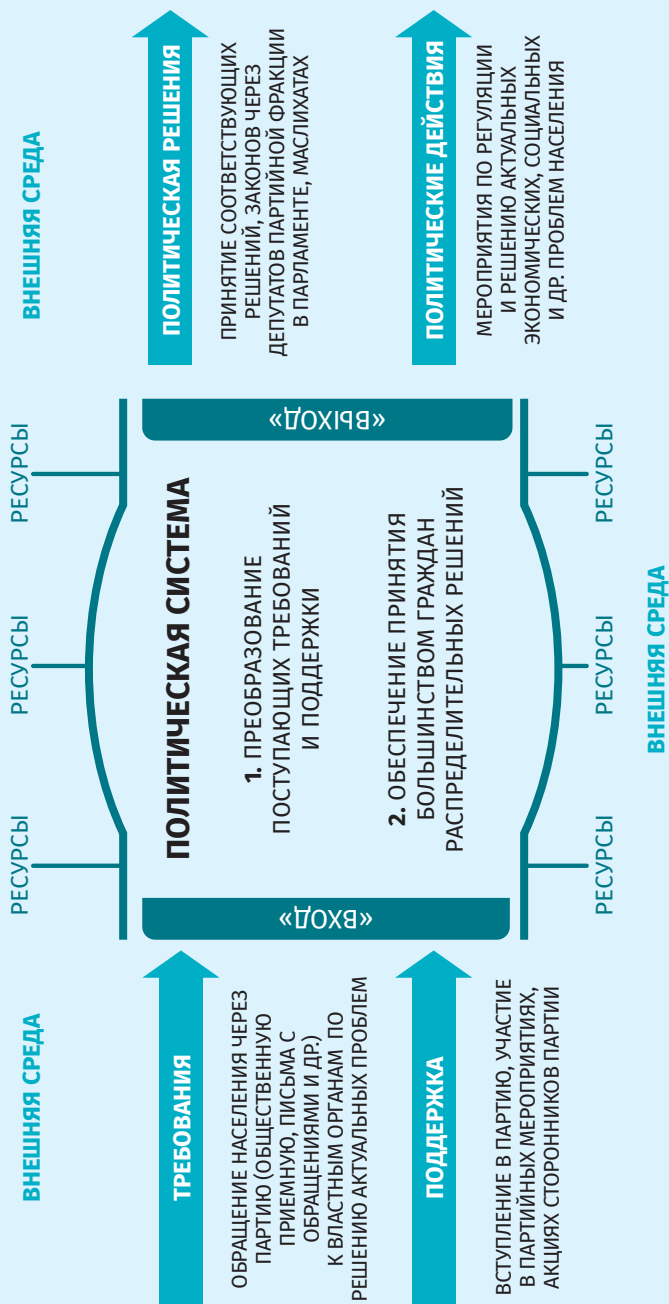 ВНЕШНЯЯ СРЕДА
ТРЕБОВАНИЯ
ОБРАЩЕНИЕ НАСЕЛЕНИЯ ЧЕРЕЗ
ПАРТИЮ (ОБЩЕСТВЕННУЮ
ПРИЕМНУЮ, ПИСЬМА С
ОБРАЩЕНИЯМИ И ДР.)
К ВЛАСТНЫМ ОРГАНАМ ПО
РЕШЕНИЮ АКТУАЛЬНЫХ ПРОБЛЕМ
ПОДДЕРЖКА
ВСТУПЛЕНИЕ В ПАРТИЮ, УЧАСТИЕ
В ПАРТИЙНЫХ МЕРОПРИЯТИЯХ,
АКЦИЯХ СТОРОННИКОВ ПАРТИИ
РЕСУРСЫ
РЕСУРСЫ
РЕСУРСЫ
«ВХОД»
ПОЛИТИЧЕСКАЯ СИСТЕМА
1. ПРЕОБРАЗОВАНИЕ
ПОСТУПАЮЩИХ ТРЕБОВАНИЙ
И ПОДДЕРЖКИ
2. ОБЕСПЕЧЕНИЕ ПРИНЯТИЯ
БОЛЬШИНСТВОМ ГРАЖДАН
РАСПРЕДЕЛИТЕЛЬНЫХ РЕШЕНИЙ
«ВЫХОД»
РЕСУРСЫ
РЕСУРСЫ
РЕСУРСЫ
ВНЕШНЯЯ СРЕДА
ВНЕШНЯЯ СРЕДА
ПОЛИТИЧЕСКАЯ РЕШЕНИЯ
ПРИНЯТИЕ СООТВЕТСТВУЮЩИХ
РЕШЕНИЙ, ЗАКОНОВ ЧЕРЕЗ
ДЕПУТАТОВ ПАРТИЙНОЙ ФРАКЦИИ
В ПАРЛАМЕНТЕ, МАСЛИХАТАХ
ПОЛИТИЧЕСКИЕ ДЕЙСТВИЯ
МЕРОПРИЯТИЯ ПО РЕГУЛЯЦИИ
И РЕШЕНИЮ АКТУАЛЬНЫХ
ЭКОНОМИЧЕСКИХ, СОЦИАЛЬНЫХ
И ДР. ПРОБЛЕМ НАСЕЛЕНИЯ